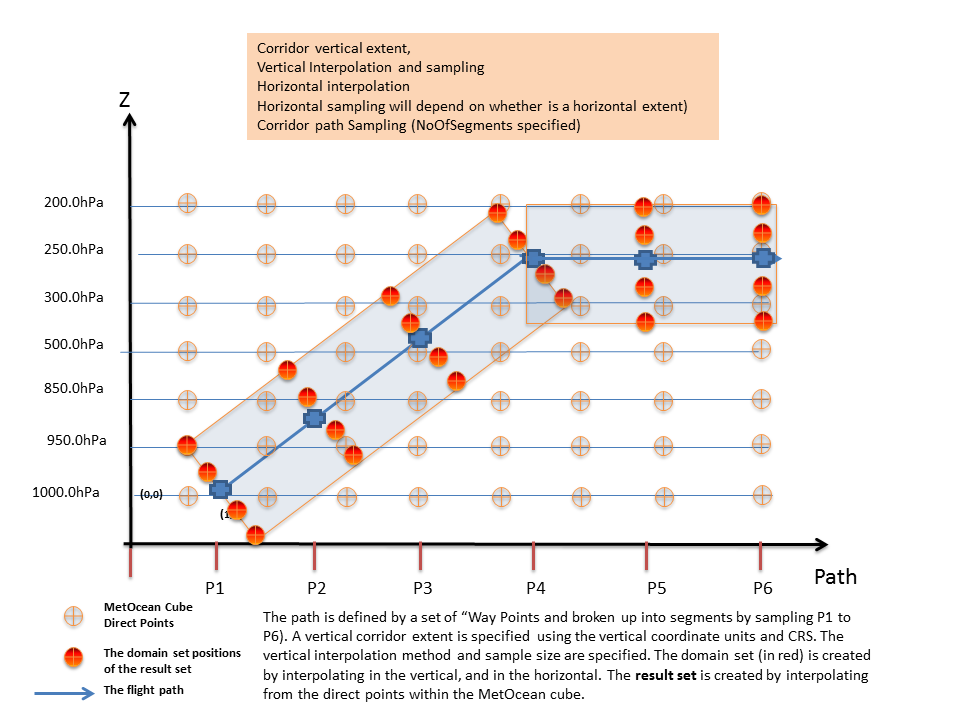 Corridor vertical extent,
Vertical Interpolation and sampling
Horizontal interpolation
Horizontal sampling will depend on whether is a horizontal extent)
Corridor path Sampling (NoOfSegments specified)
Z
200.0hPa
250.0hPa
300.0hPa
500.0hPa
850.0hPa
950.0hPa
1000.0hPa
(0,0)
P1
P2
P3
P4
P5
P6
Path
MetOcean Cube
Direct Points
The domain set positions
of the result set
The flight path
The path is defined by a set of “Way Points and broken up into segments by sampling P1 to
P6). A vertical corridor extent is specified using the vertical coordinate units and CRS. The
vertical interpolation method and sample size are specified. The domain set (in red) is created
by interpolating in the vertical, and in the horizontal. The result set is created by interpolating
from the direct points within the MetOcean cube.